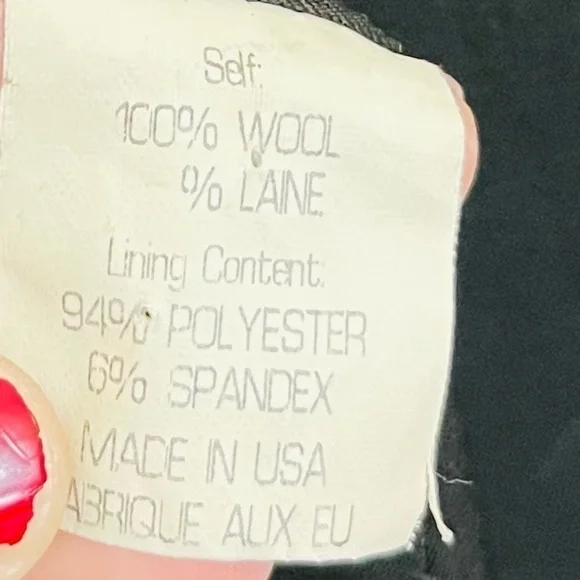 Self:
100% WOOL
% LAINE
Lining Content:
94% POLYESTER
6% SPANDEX
MADE IN USA
ABRIQUE AUX EU